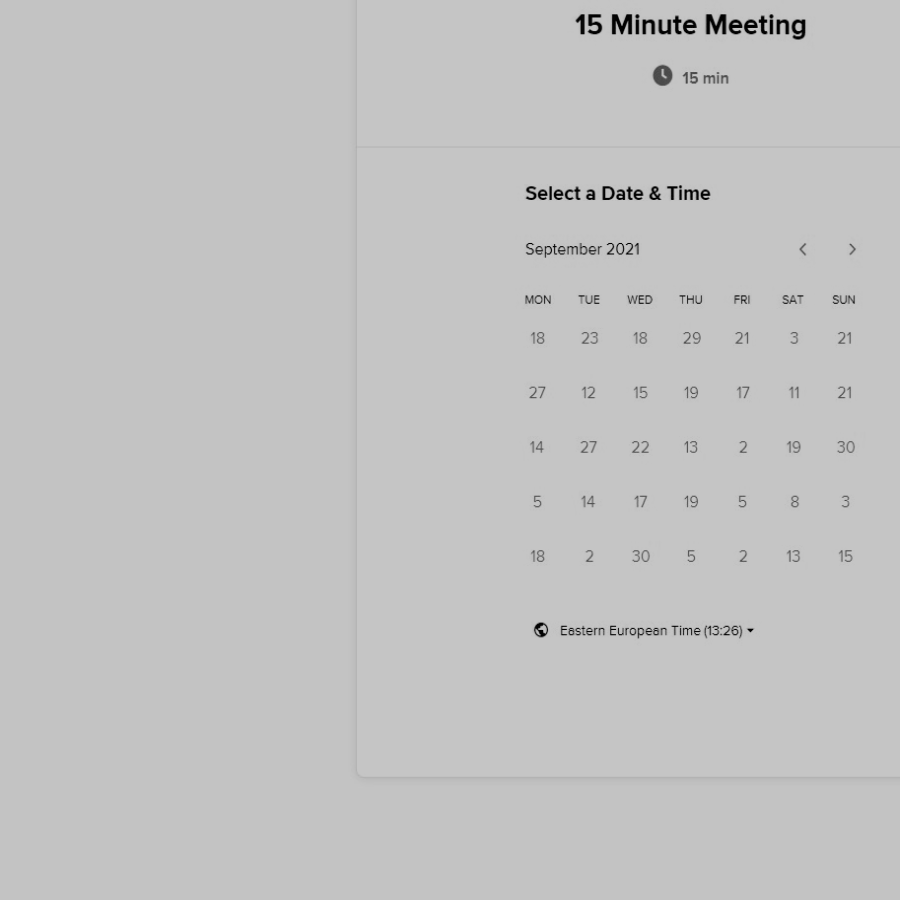 15 Minute Meeting
15 min
Select a Date & Time
September 2021
MON TUE WED THU FRI SAT SUN
18 23 18 29 21 3 21
27 12 15 19 17 11 21
14 27 22 13 2 19 30
5 14 17 19 5 8 3
18 2 30 5 2 13 15
Eastern European Time (13:26)